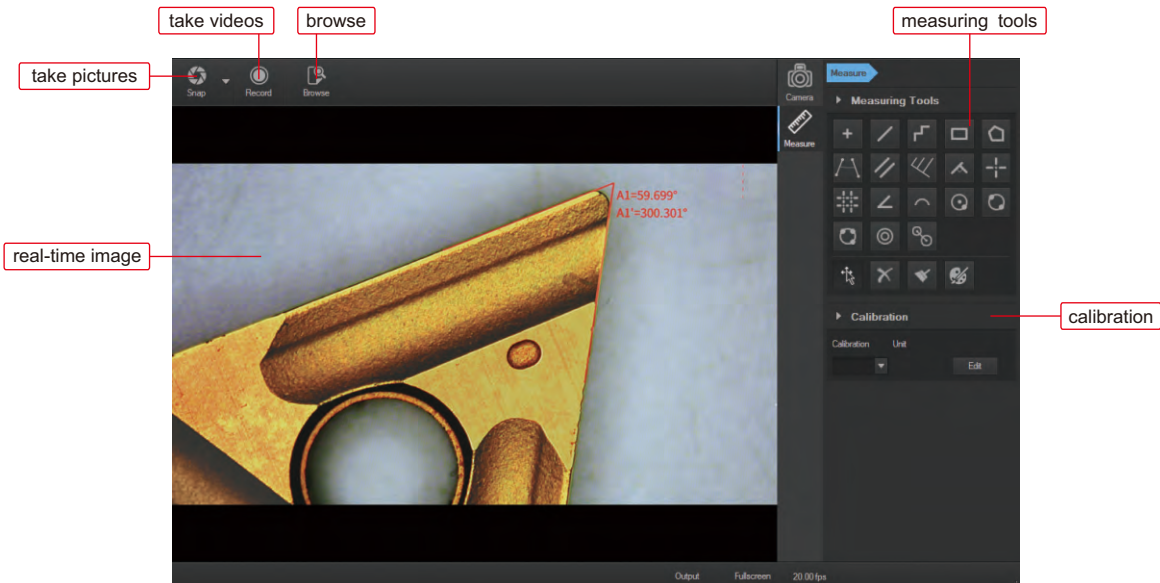 take videos
browse
measuring tools
take pictures
Snap
Record
Browse
Camera
Measure
Measuring Tools
Measure
A1=59.699°
A1'=300.301°
real-time image
Calibration
calibration
Calibration Unit
Edit
Output Fullscreen 20.00 fps